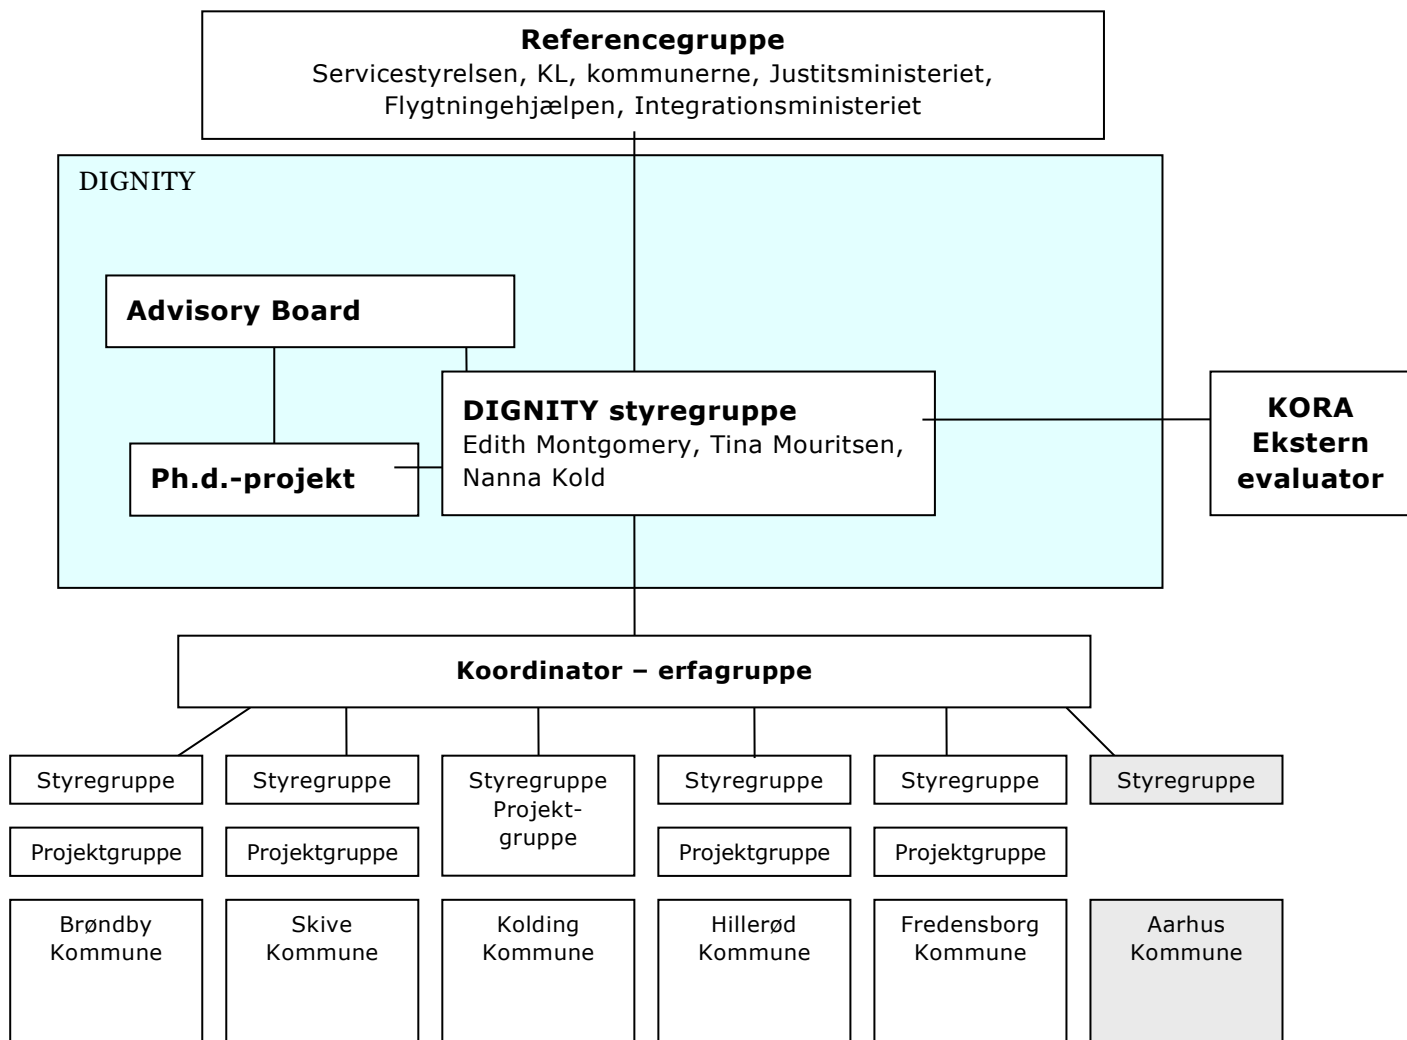 Referencegruppe
Servicestyrelsen, KL, kommunerne, Justitsministeriet,
Flygtningehjælpen, Integrationsministeriet
DIGNITY
Advisory Board
DIGNITY styregruppe
Edith Montgomery, Tina Mouritsen,
Nanna Kold
Ph.d.-projekt
KORA
Ekstern
evaluator
Koordinator – erfagruppe
Styregruppe
Projektgruppe
Brøndby
Kommune
Styregruppe
Projektgruppe
Skive
Kommune
Styregruppe
Projekt-
gruppe
Kolding
Kommune
Styregruppe
Projektgruppe
Hillerød
Kommune
Styregruppe
Projektgruppe
Fredensborg
Kommune
Styregruppe
Aarhus
Kommune